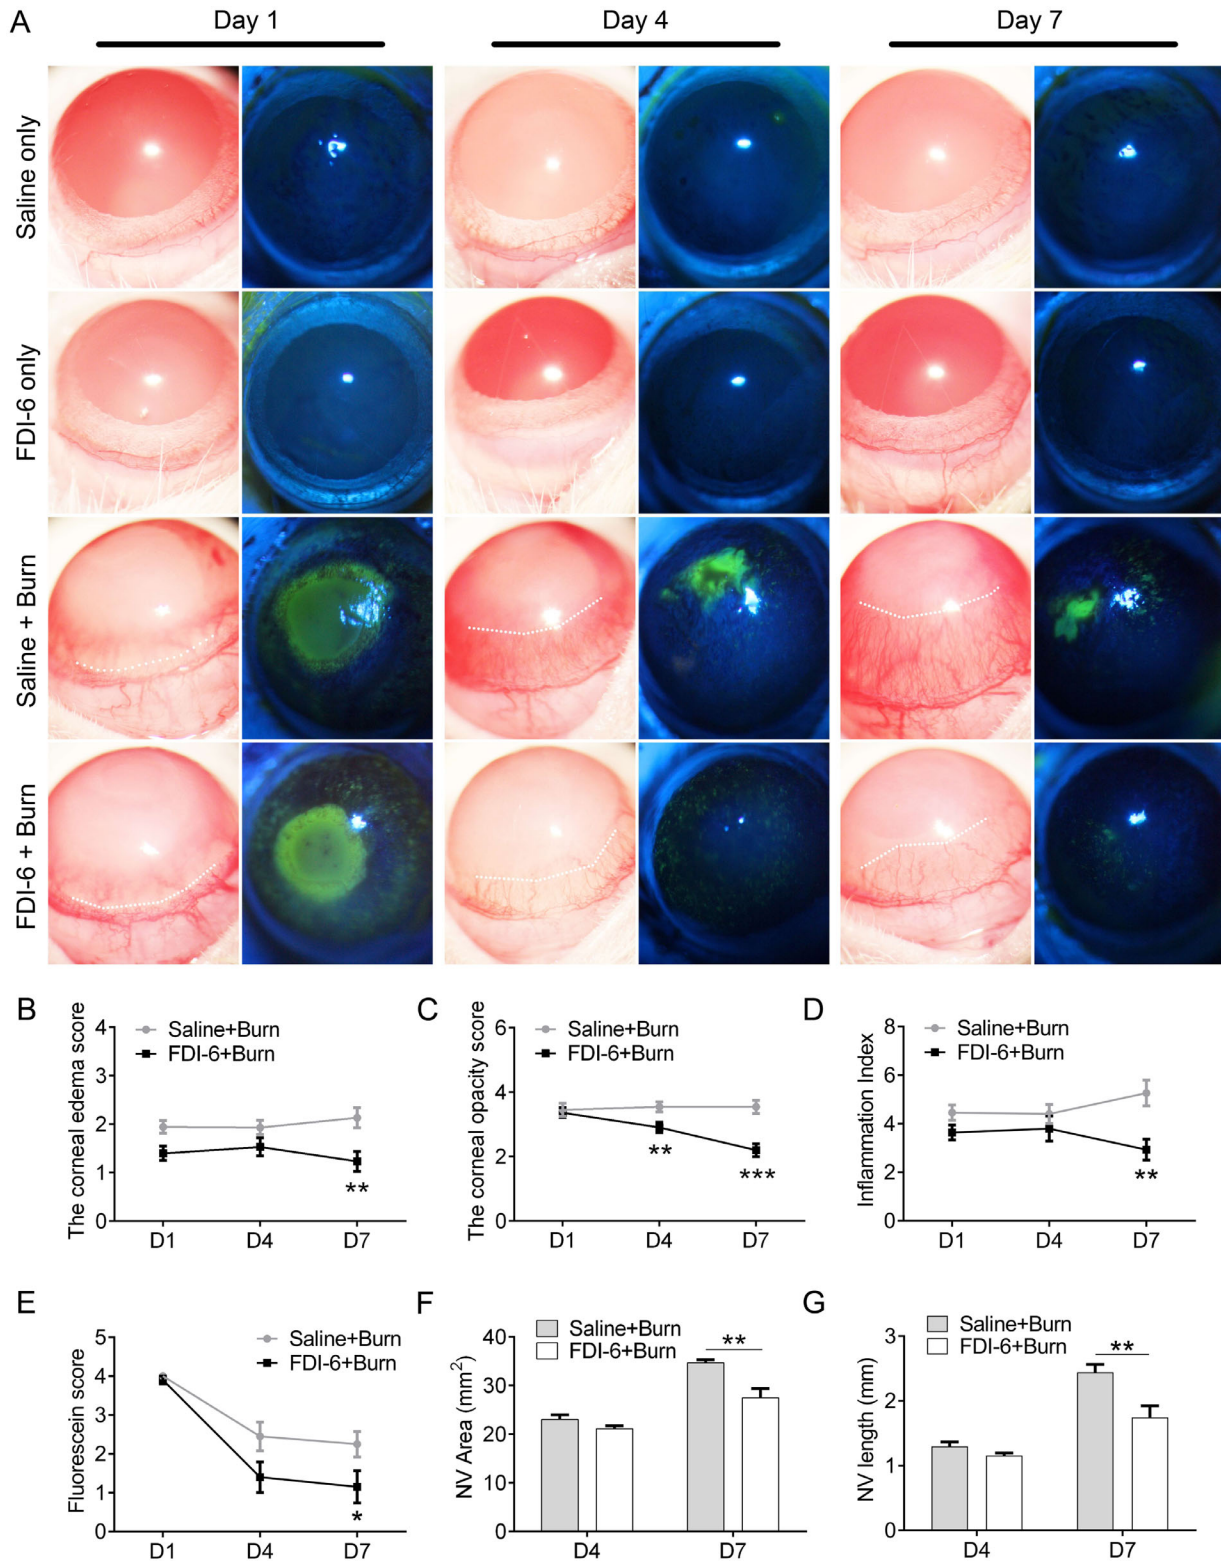 A
Day 1
Day 4
Day 7
Saline only
FDI-6 only
Saline + Burn
FDI-6 + Burn
B
The corneal edema score
Saline+Burn
FDI-6+Burn
4
3
2
1
0
**
D1
D4
D7
C
The corneal opacity score
Saline+Burn
FDI-6+Burn
6
4
2
0
**
***
D1
D4
D7
D
Inflammation Index
Saline+Burn
FDI-6+Burn
8
6
4
2
0
**
D1
D4
D7
E
Fluorescein score
Saline+Burn
FDI-6+Burn
5
4
3
2
1
0
*
D1
D4
D7
F
NV Area (mm²)
Saline+Burn
FDI-6+Burn
40
30
20
10
0
**
D4
D7
G
NV length (mm)
Saline+Burn
FDI-6+Burn
3
2
1
0
**
D4
D7